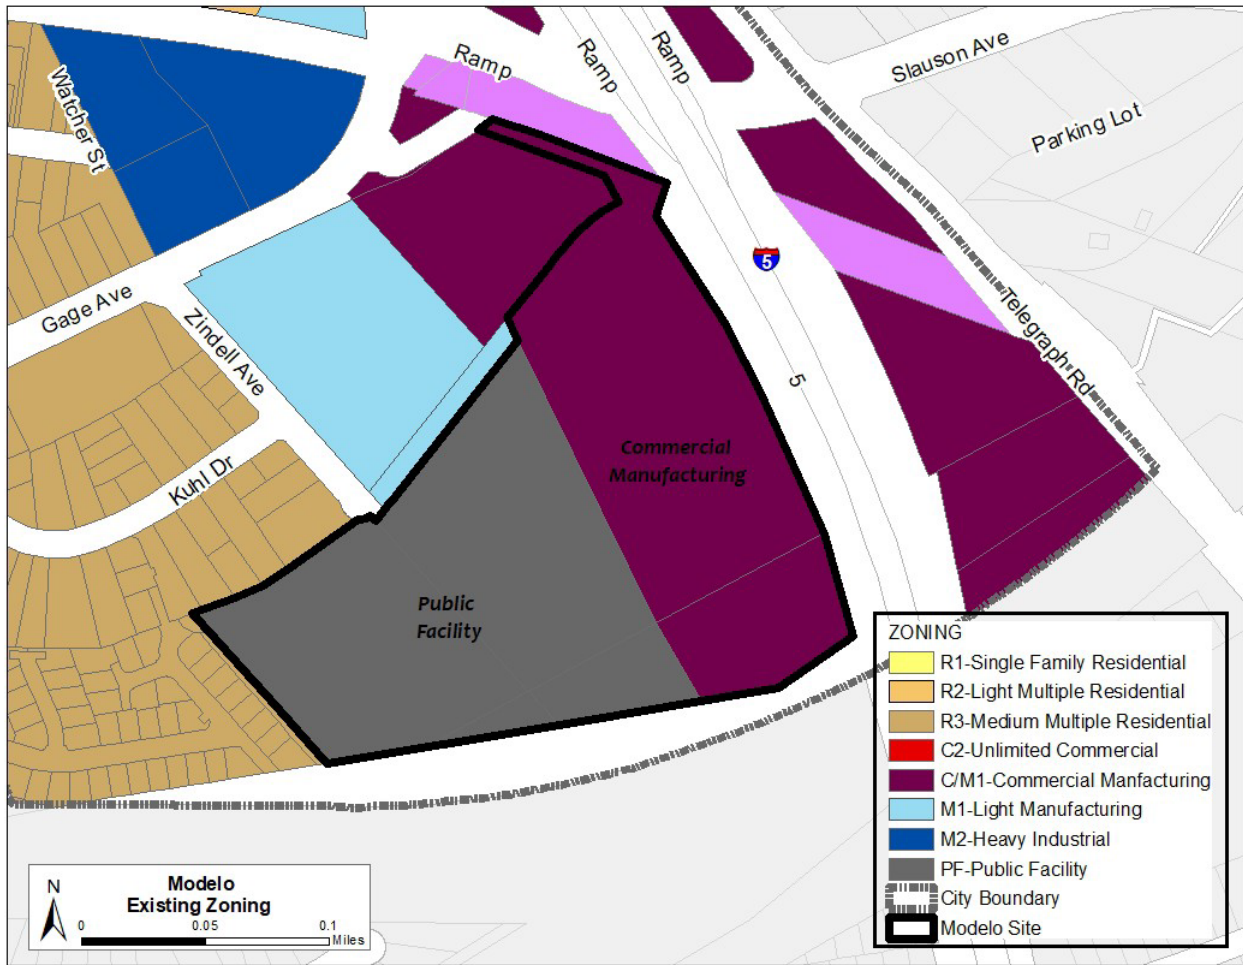 Slauson Ave
Ramp
Ramp
Ramp
Watcher St
Parking Lot
5
Telegraph Rd
Gage Ave
Zindell Ave
5
Kuhl Dr
Commercial
Manufacturing
Public
Facility
ZONING
R1-Single Family Residential
R2-Light Multiple Residential
R3-Medium Multiple Residential
C2-Unlimited Commercial
C/M1-Commercial Manfacturing
M1-Light Manufacturing
M2-Heavy Industrial
PF-Public Facility
City Boundary
Modelo Site
N
Modelo
Existing Zoning
0 0.05 0.1
Miles